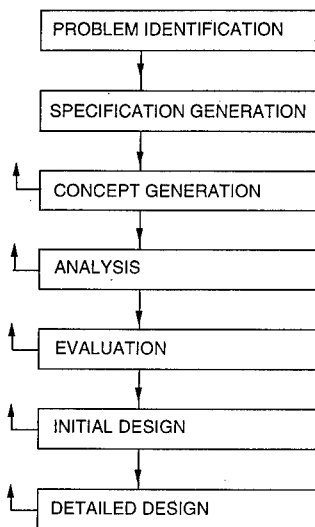 PROBLEM IDENTIFICATION
SPECIFICATION GENERATION
CONCEPT GENERATION
ANALYSIS
EVALUATION
INITIAL DESIGN
DETAILED DESIGN